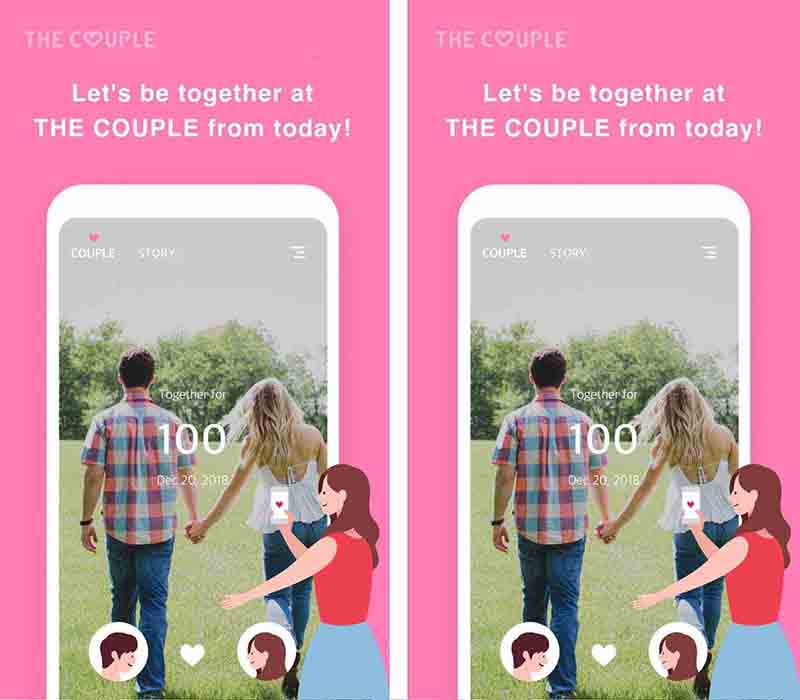 THE COUPLE
Let's be together at
THE COUPLE from today!
COUPLE STORY
Together for
100
Dec.20, 2018
THE COUPLE
Let's be together at
THE COUPLE from today!
COUPLE STORY
Together for
100
Dec.20, 2018